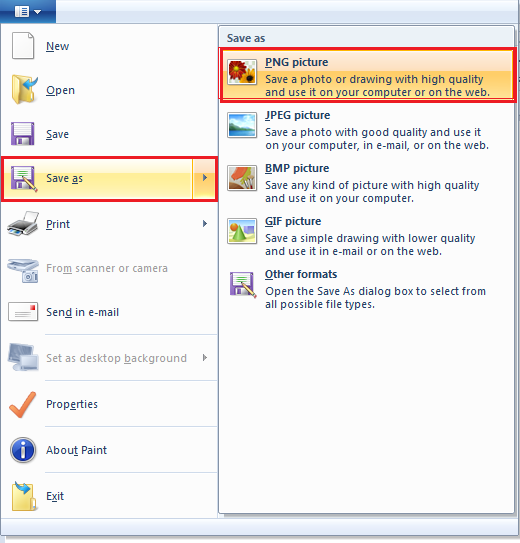 New
Open
Save
Save as
Print
From scanner or camera
Send in e-mail
Set as desktop background
Properties
About Paint
Exit
Save as
PNG picture
Save a photo or drawing with high quality
and use it on your computer or on the web.
JPEG picture
Save a photo with good quality and use it
on your computer, in e-mail, or on the web.
BMP picture
Save any kind of picture with high quality
and use it on your computer.
GIF picture
Save a simple drawing with lower quality
and use it in e-mail or on the web.
Other formats
Open the Save As dialog box to select from
all possible file types.